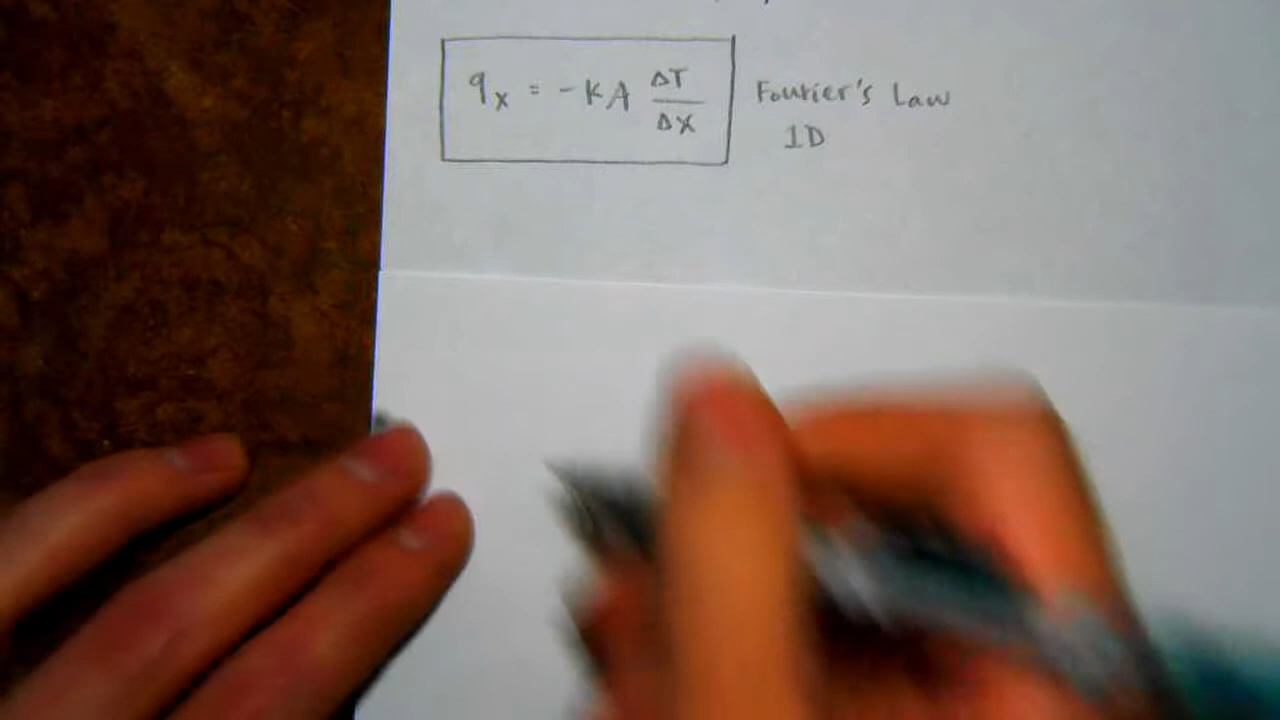 qx = -KA ΔT/Δx Fourier's Law
1D